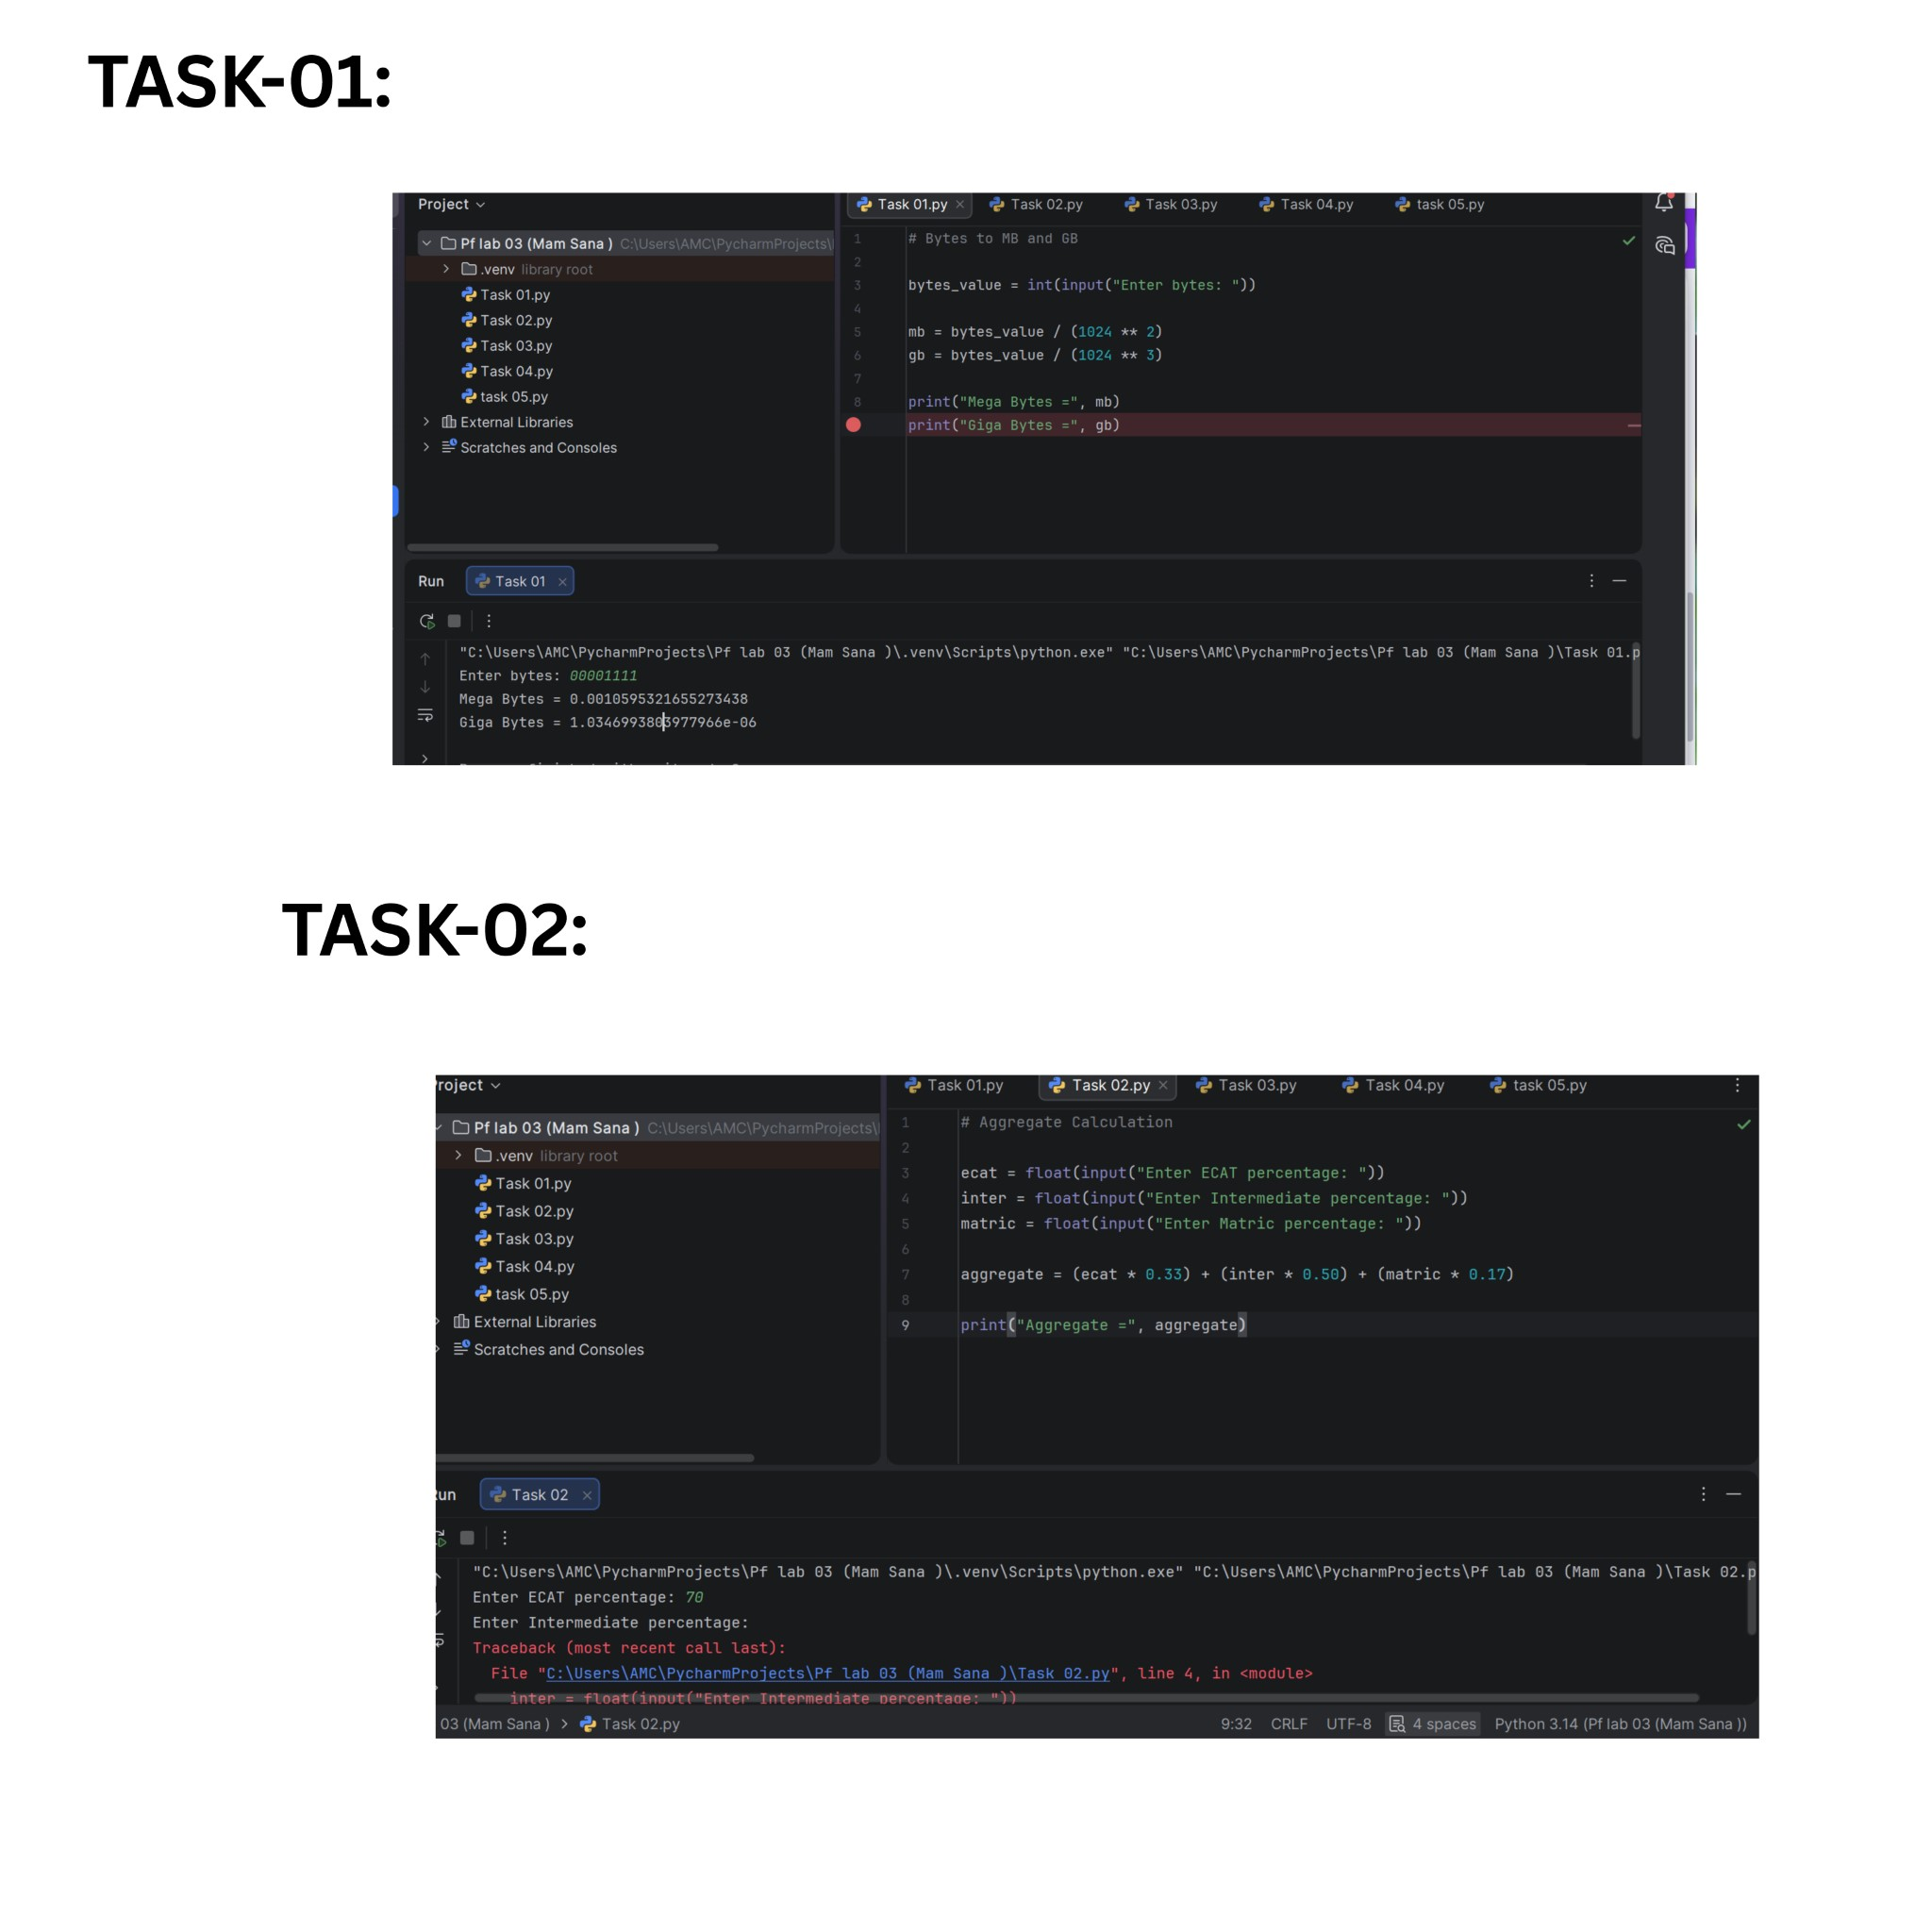 TASK-01:
Project
Task 01.py
Task 02.py
Task 03.py
Task 04.py
task 05.py
Pf lab 03 (Mam Sana ) C:\Users\AMC\PycharmProjects\
.venv library root
Task 01.py
Task 02.py
Task 03.py
Task 04.py
task 05.py
External Libraries
Scratches and Consoles
1 # Bytes to MB and GB
2
3 bytes_value = int(input("Enter bytes: "))
4
5 mb = bytes_value / (1024 ** 2)
6 gb = bytes_value / (1024 ** 3)
7
8 print("Mega Bytes =", mb)
print("Giga Bytes =", gb)
Run Task 01
"C:\Users\AMC\PycharmProjects\Pf lab 03 (Mam Sana )\.venv\Scripts\python.exe" "C:\Users\AMC\PycharmProjects\Pf lab 03 (Mam Sana )\Task 01.p
Enter bytes: 00001111
Mega Bytes = 0.0010595321655273438
Giga Bytes = 1.0346993803977966e-06
TASK-02:
roject
Task 01.py
Task 02.py
Task 03.py
Task 04.py
task 05.py
Pf lab 03 (Mam Sana ) C:\Users\AMC\PycharmProjects\
.venv library root
Task 01.py
Task 02.py
Task 03.py
Task 04.py
task 05.py
External Libraries
Scratches and Consoles
1 # Aggregate Calculation
2
3 ecat = float(input("Enter ECAT percentage: "))
4 inter = float(input("Enter Intermediate percentage: "))
5 matric = float(input("Enter Matric percentage: "))
6
7 aggregate = (ecat * 0.33) + (inter * 0.50) + (matric * 0.17)
8
9 print("Aggregate =", aggregate)
un Task 02
"C:\Users\AMC\PycharmProjects\Pf lab 03 (Mam Sana )\.venv\Scripts\python.exe" "C:\Users\AMC\PycharmProjects\Pf lab 03 (Mam Sana )\Task 02.p
Enter ECAT percentage: 70
Enter Intermediate percentage:
Traceback (most recent call last):
File "C:\Users\AMC\PycharmProjects\Pf lab 03 (Mam Sana )\Task 02.py", line 4, in <module>
inter = float(input("Enter Intermediate percentage: "))
03 (Mam Sana ) > Task 02.py 9:32 CRLF UTF-8 4 spaces Python 3.14 (Pf lab 03 (Mam Sana ))